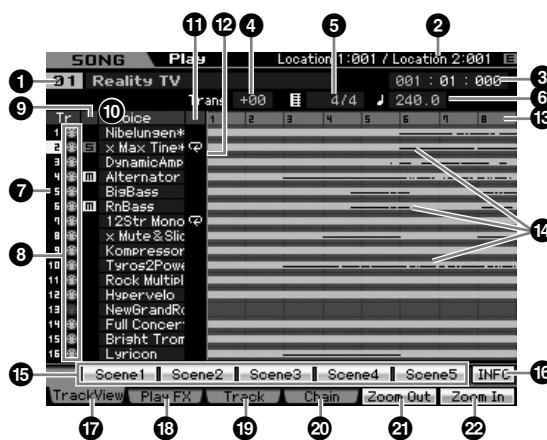 11 12 4 5 2
SONG Play Location 1:001 / Location 2:001 E
1 01 Reality TV 001 : 01 : 000 3
Trans +00 4/4 ♩ 240.0 6
9 10 Tr Voice 1 2 3 4 5 6 7 8 13
1 Nibelungen*
2 S x Max Tine*
3 DynamicAmp
4 m Alternator
7 5 BigBass
6 m RnBass 14
7 12Str Mono
8 8 x Mute&Slid
9 Kompressor
10 Tyros2Powe
11 Rock Multipl
12 Hypervelo
13 NewGrandRo
14 Full Concer
15 Bright Trom
16 Lyricon
15 Scene1 Scene2 Scene3 Scene4 Scene5 INFO 16
TrackView Play FX Track Chain Zoom Out Zoom In
17 18 19 20 21 22